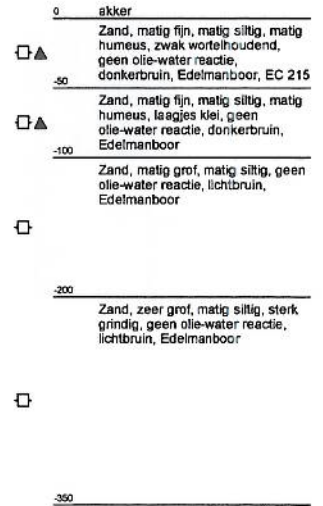 0 akker
Zand, matig fijn, matig siltig, matig
humeus, zwak wortelhoudend,
geen olie-water reactie,
donkerbruin, Edelmanboor, EC 215
-50
Zand, matig fijn, matig siltig, matig
humeus, laagjes klei, geen
olie-water reactie, donkerbruin,
Edelmanboor
-100
Zand, matig grof, matig siltig, geen
olie-water reactie, lichtbruin,
Edelmanboor
-200
Zand, zeer grof, matig siltig, sterk
grindig, geen olie-water reactie,
lichtbruin, Edelmanboor
-350